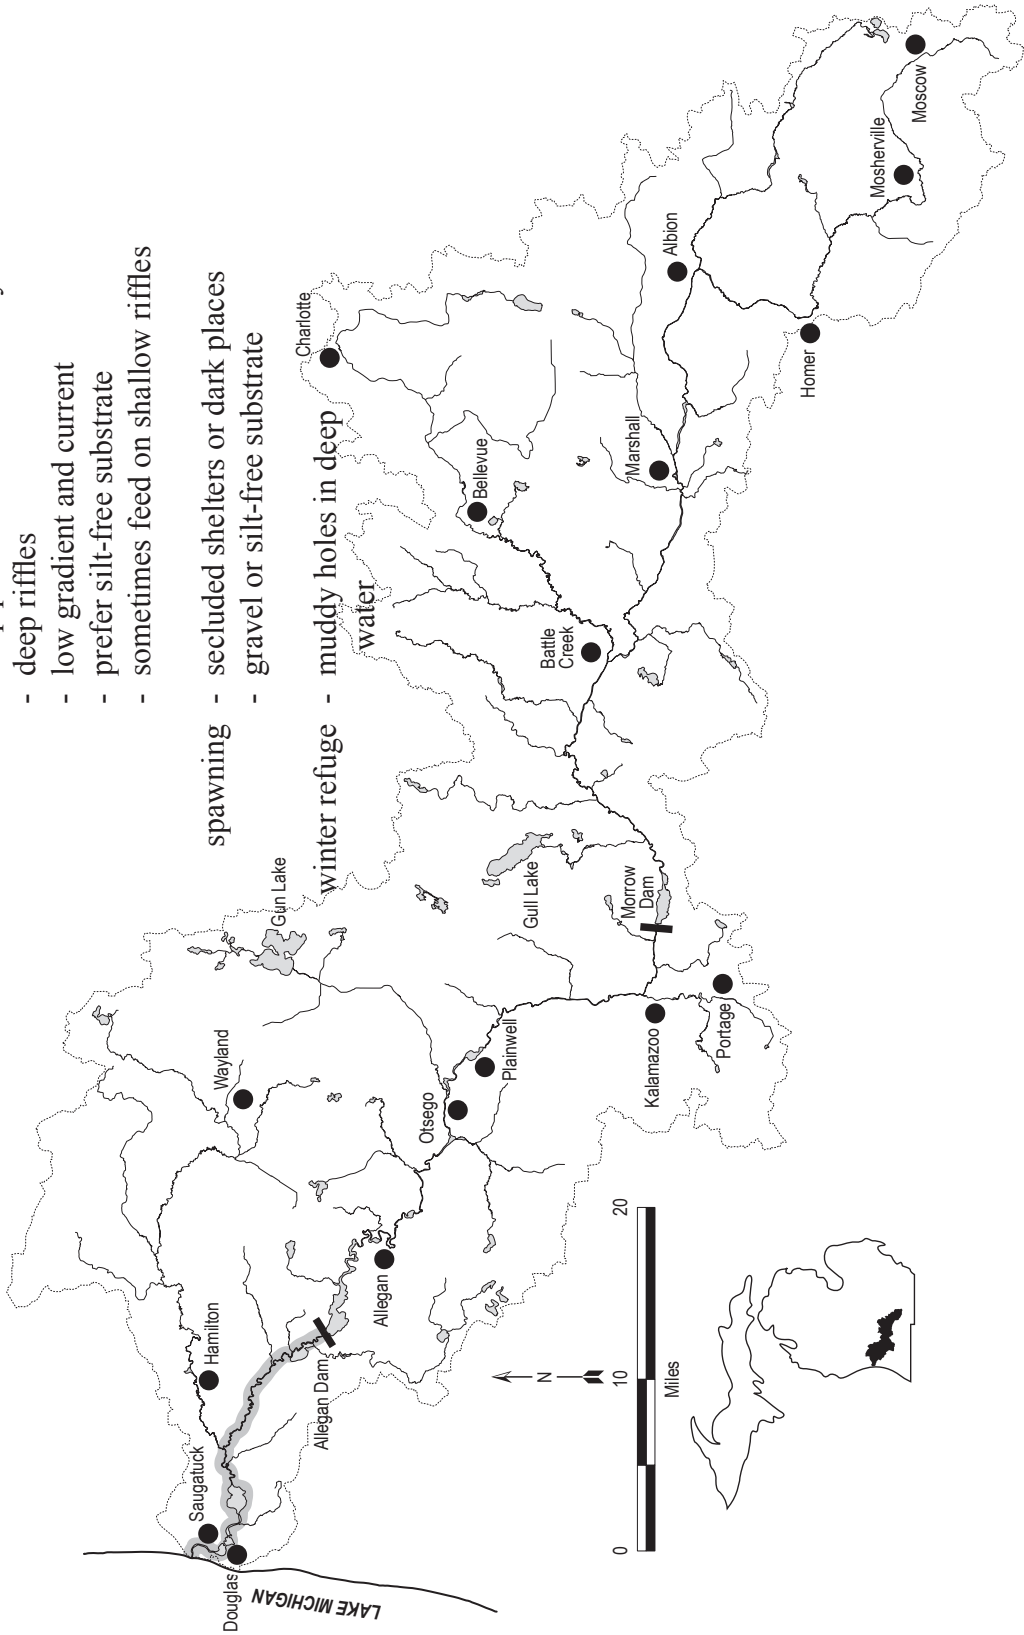 - deep riffles
- low gradient and current
- prefer silt-free substrate
- sometimes feed on shallow riffles
spawning - secluded shelters or dark places
- gravel or silt-free substrate
winter refuge - muddy holes in deep
water
Charlotte
Bellevue
Battle
Creek
Marshall
Albion
Homer
Mosherville
Moscow
Gun Lake
Gull Lake
Morrow
Dam
Wayland
Otsego
Plainwell
Kalamazoo
Portage
Hamilton
Allegan
Allegan Dam
Saugatuck
Douglas
LAKE MICHIGAN
N
0 10 20
Miles